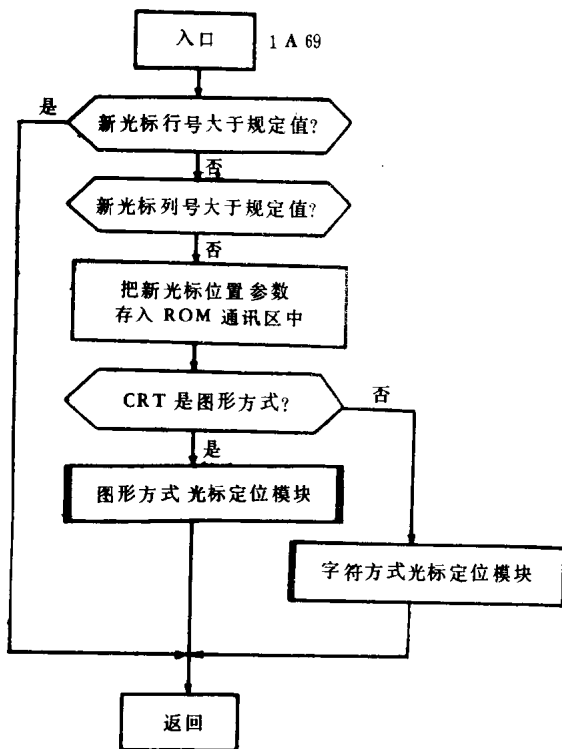 入口 1 A 69
是
新光标行号大于规定值?
否
新光标列号大于规定值?
否
把新光标位置参数
存入 ROM 通讯区中
CRT 是图形方式?
否
是
图形方式光标定位模块
字符方式光标定位模块
返回